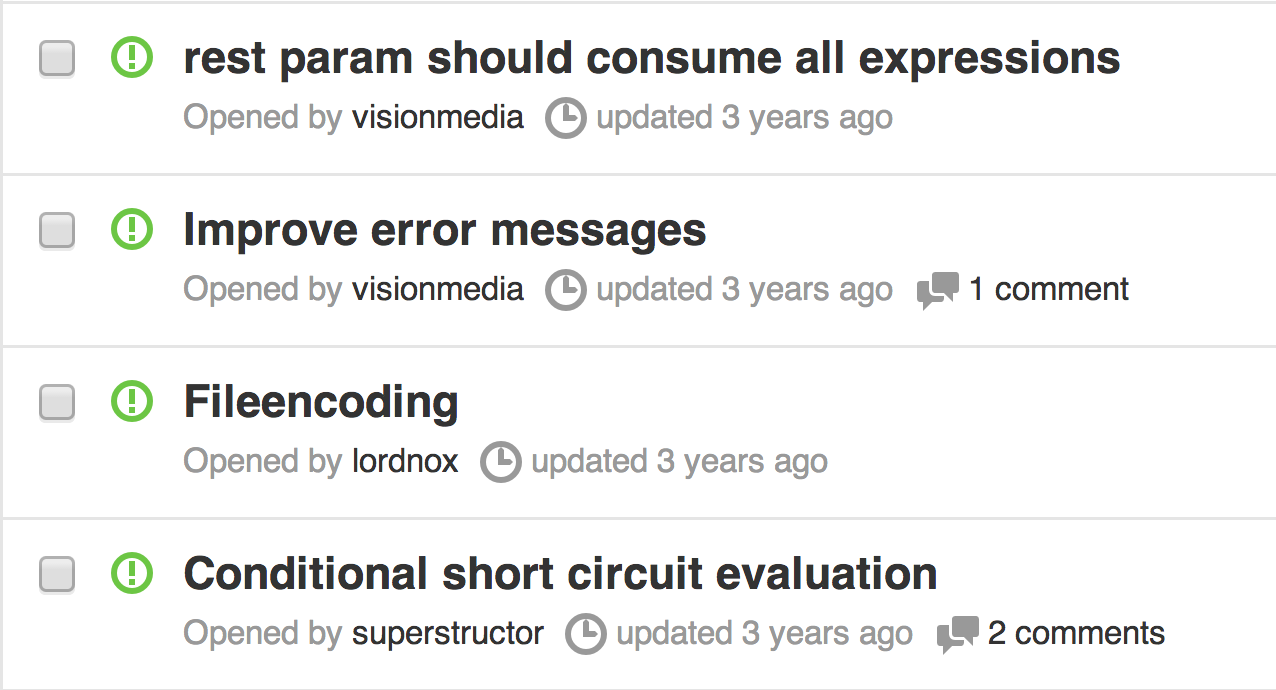 rest param should consume all expressions
Opened by visionmedia updated 3 years ago
Improve error messages
Opened by visionmedia updated 3 years ago 1 comment
Fileencoding
Opened by lordnox updated 3 years ago
Conditional short circuit evaluation
Opened by superstructor updated 3 years ago 2 comments